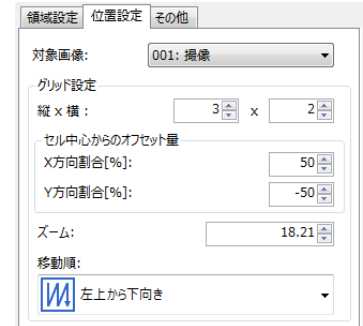 領域設定 位置設定 その他
対象画像: 001: 撮像
グリッド設定
縦 x 横 : 3 x 2
セル中心からのオフセット量
X方向割合[%]: 50
Y方向割合[%]: -50
ズーム: 18.21
移動順:
左上から下向き